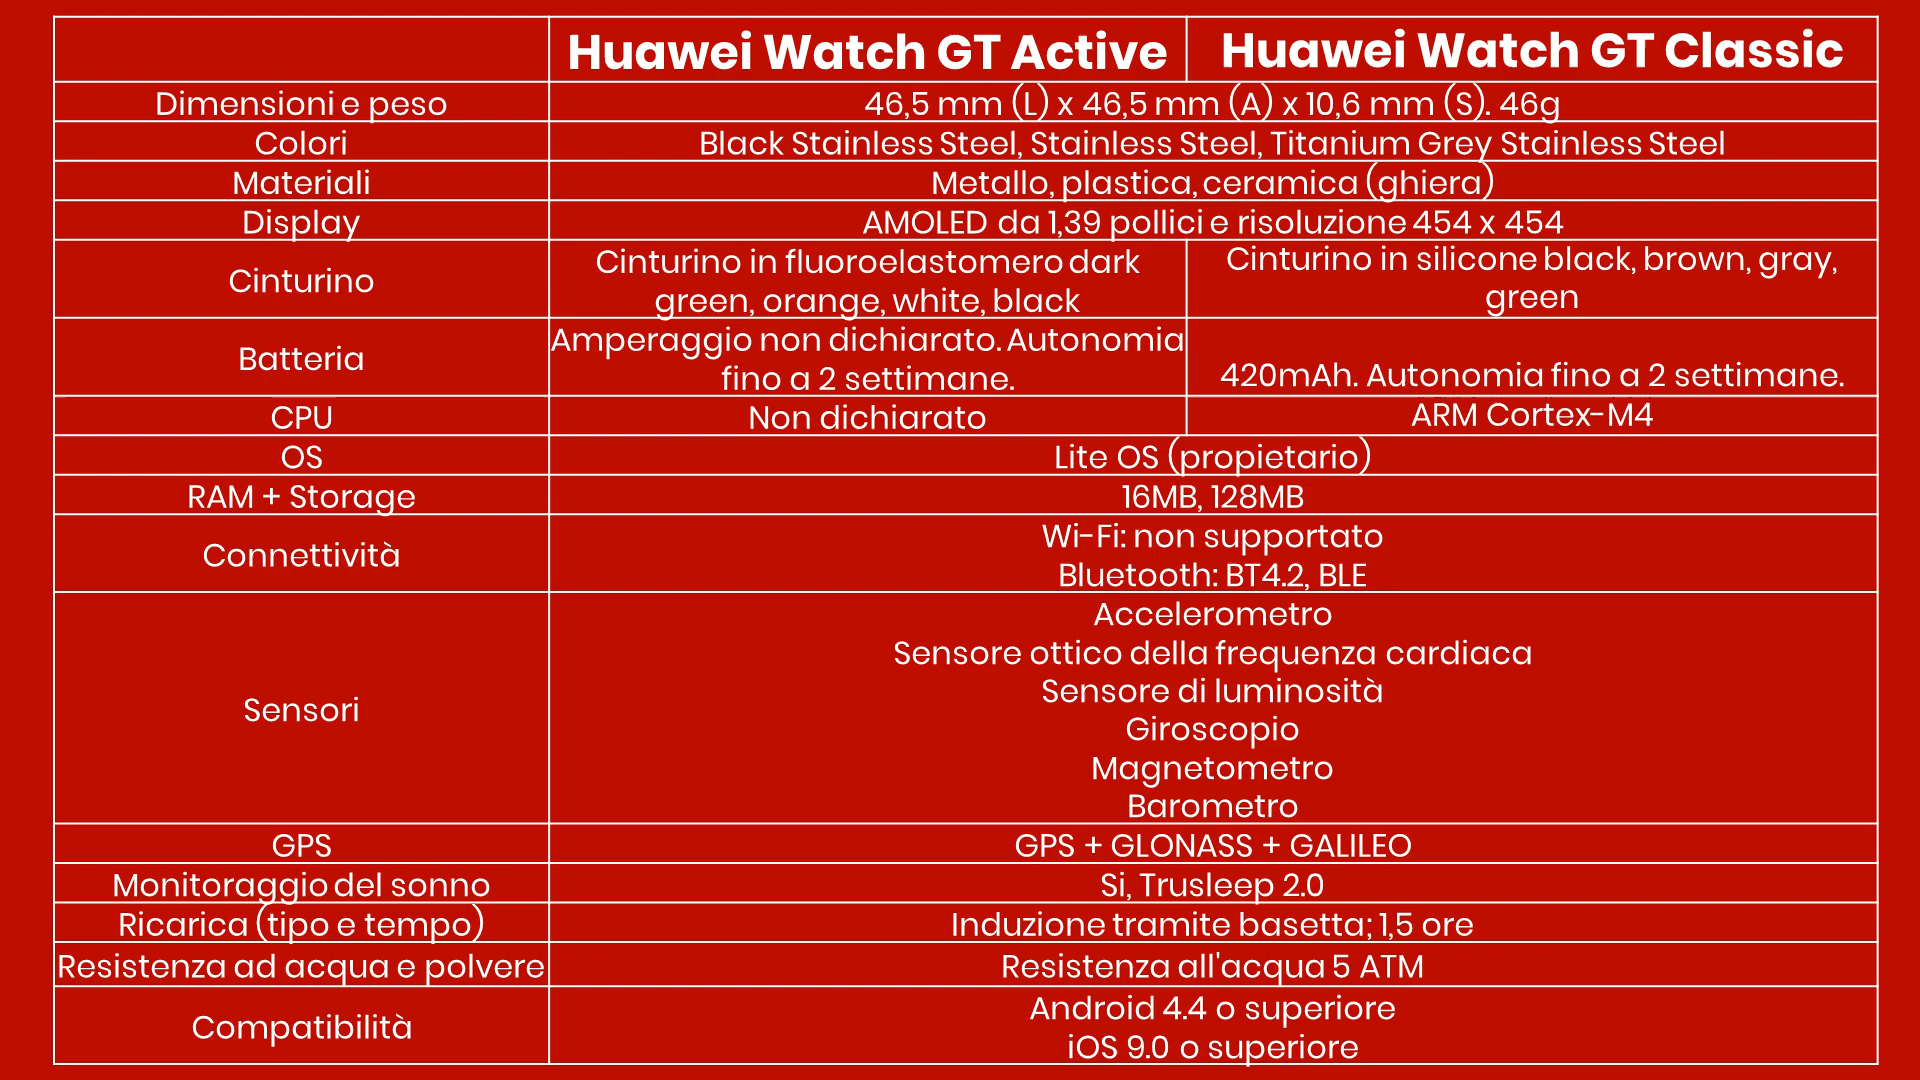 Huawei Watch GT Active Huawei Watch GT Classic
Dimensioni e peso 46,5 mm (L) x 46,5 mm (A) x 10,6 mm (S). 46g
Colori Black Stainless Steel, Stainless Steel, Titanium Grey Stainless Steel
Materiali Metallo, plastica, ceramica (ghiera)
Display AMOLED da 1,39 pollici e risoluzione 454 x 454
Cinturino
Cinturino in fluoroelastomero dark
green, orange, white, black
Cinturino in silicone black, brown, gray,
green
Batteria
Amperaggio non dichiarato. Autonomia
fino a 2 settimane.
420mAh. Autonomia fino a 2 settimane.
CPU Non dichiarato ARM Cortex-M4
OS Lite OS (propietario)
RAM + Storage 16MB, 128MB
Connettività
Wi-Fi: non supportato
Bluetooth: BT4.2, BLE
Sensori
Accelerometro
Sensore ottico della frequenza cardiaca
Sensore di luminosità
Giroscopio
Magnetometro
Barometro
GPS GPS + GLONASS + GALILEO
Monitoraggio del sonno Si, Trusleep 2.0
Ricarica (tipo e tempo) Induzione tramite basetta; 1,5 ore
Resistenza ad acqua e polvere Resistenza all'acqua 5 ATM
Compatibilità
Android 4.4 o superiore
iOS 9.0 o superiore